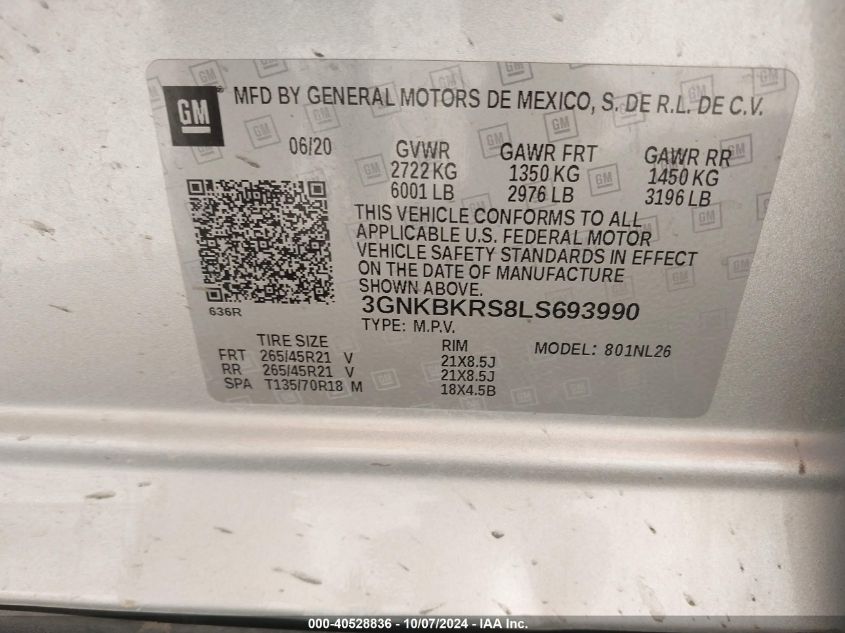 GM ® MFD BY GENERAL MOTORS DE MEXICO, S. DE R.L. DE C.V.
06/20 GVWR GAWR FRT GAWR RR
2722 KG 1350 KG 1450 KG
6001 LB 2976 LB 3196 LB
THIS VEHICLE CONFORMS TO ALL
APPLICABLE U.S. FEDERAL MOTOR
VEHICLE SAFETY STANDARDS IN EFFECT
ON THE DATE OF MANUFACTURE
SHOWN ABOVE.
636R
3GNKBKRS8LS693990
TYPE: M.P.V.
TIRE SIZE RIM MODEL: 801NL26
FRT 265/45R21 V 21X8.5J
RR 265/45R21 V 21X8.5J
SPA T135/70R18 M 18X4.5B
000-40528836 - 10/07/2024 - IAA Inc.